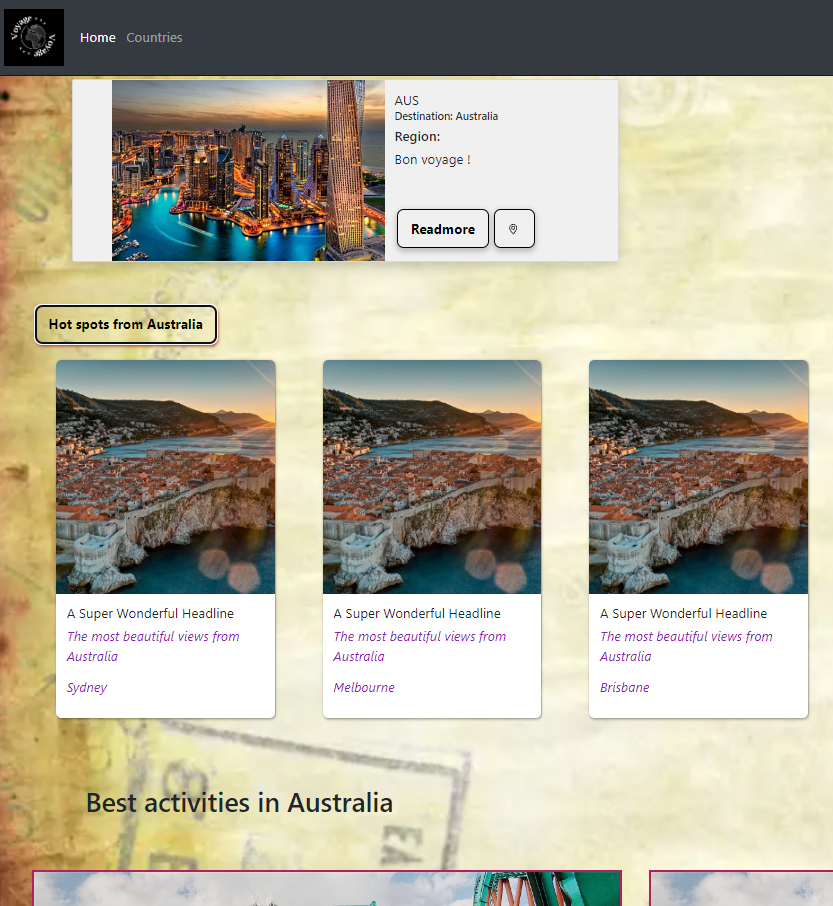 Voyage
Voyage
Home Countries
AUS
Destination: Australia
Region:
Bon voyage !
Readmore
Hot spots from Australia
A Super Wonderful Headline
The most beautiful views from
Australia
Sydney
A Super Wonderful Headline
The most beautiful views from
Australia
Melbourne
A Super Wonderful Headline
The most beautiful views from
Australia
Brisbane
Best activities in Australia